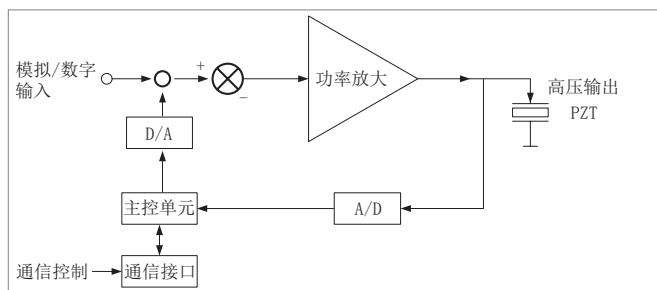 模拟/数字
输入
+
−
功率放大
高压输出
PZT
D/A
主控单元
A/D
通信控制
通信接口